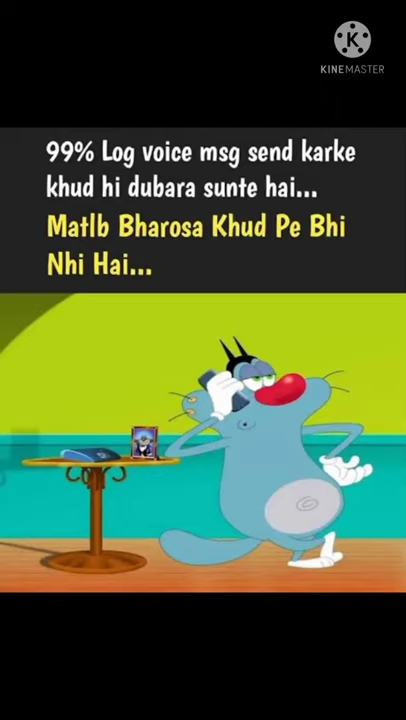 KINEMASTER
99% Log voice msg send karke
khud hi dubara sunte hai...
Matlb Bharosa Khud Pe Bhi
Nhi Hai...